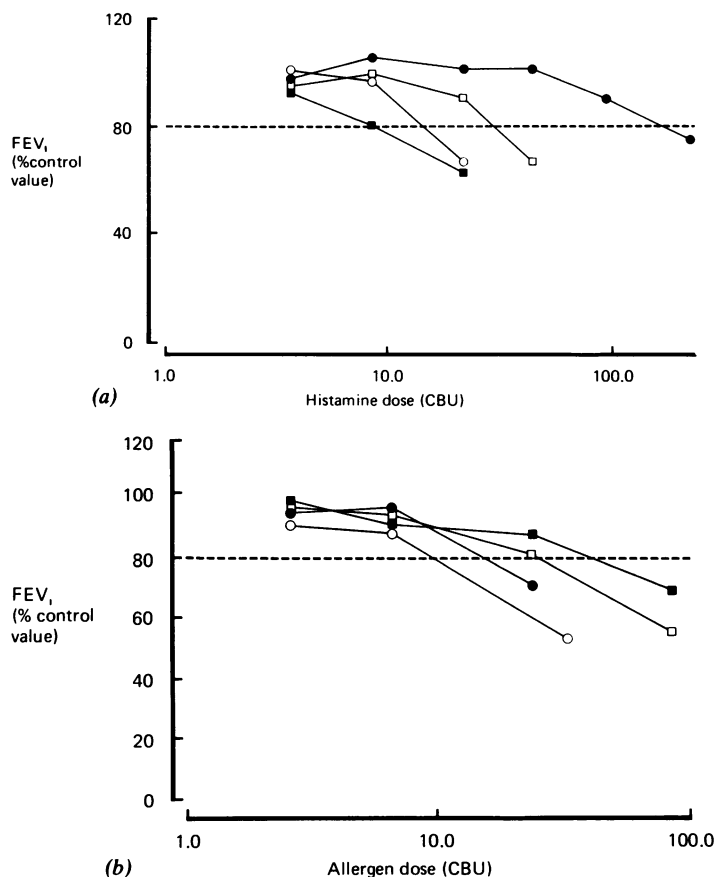 120
80
40
0
FEV₁
(%control
value)
1.0
10.0
100.0
Histamine dose (CBU)
(a)
120
100
80
60
40
20
0
FEV₁
(% control
value)
1.0
10.0
100.0
Allergen dose (CBU)
(b)